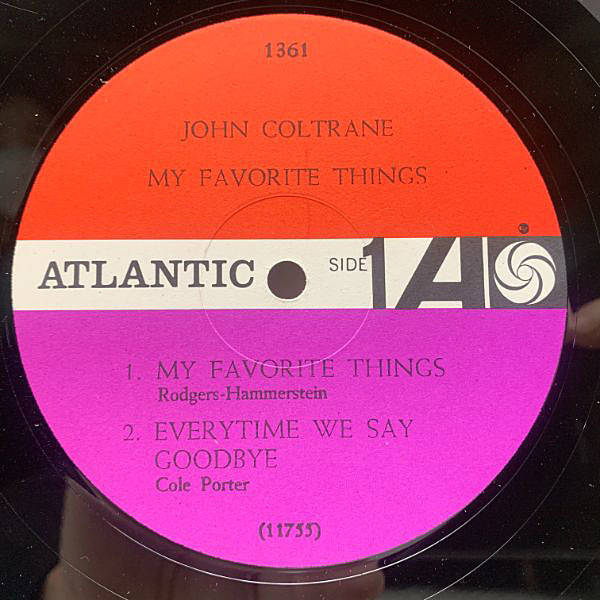 1361
JOHN COLTRANE
MY FAVORITE THINGS
ATLANTIC SIDE 1 A
1. MY FAVORITE THINGS
Rodgers-Hammerstein
2. EVERYTIME WE SAY
GOODBYE
Cole Porter
(11755)